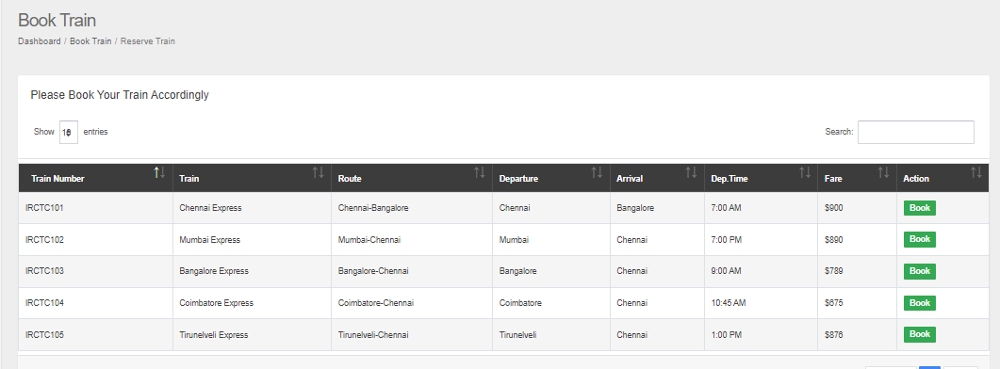 Book Train
Dashboard / Book Train / Reserve Train
Please Book Your Train Accordingly
Show 10 entries Search:
Train Number Train Route Departure Arrival Dep.Time Fare Action
IRCTC101 Chennai Express Chennai-Bangalore Chennai Bangalore 7:00 AM $900 Book
IRCTC102 Mumbai Express Mumbai-Chennai Mumbai Chennai 7:00 PM $890 Book
IRCTC103 Bangalore Express Bangalore-Chennai Bangalore Chennai 9:00 AM $789 Book
IRCTC104 Coimbatore Express Coimbatore-Chennai Coimbatore Chennai 10:45 AM $675 Book
IRCTC105 Tirunelveli Express Tirunelveli-Chennai Tirunelveli Chennai 1:00 PM $876 Book